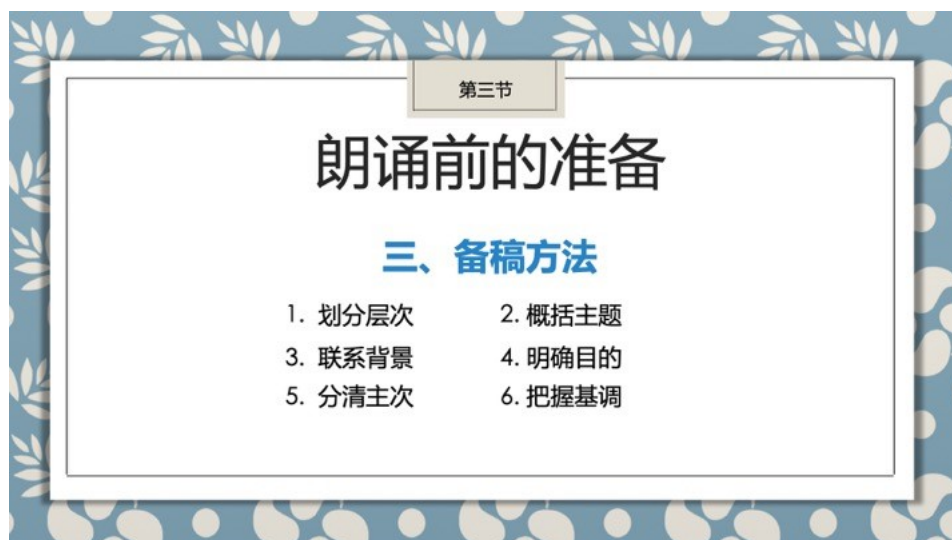 第三节
朗诵前的准备
三、备稿方法
1. 划分层次 2. 概括主题
3. 联系背景 4. 明确目的
5. 分清主次 6. 把握基调